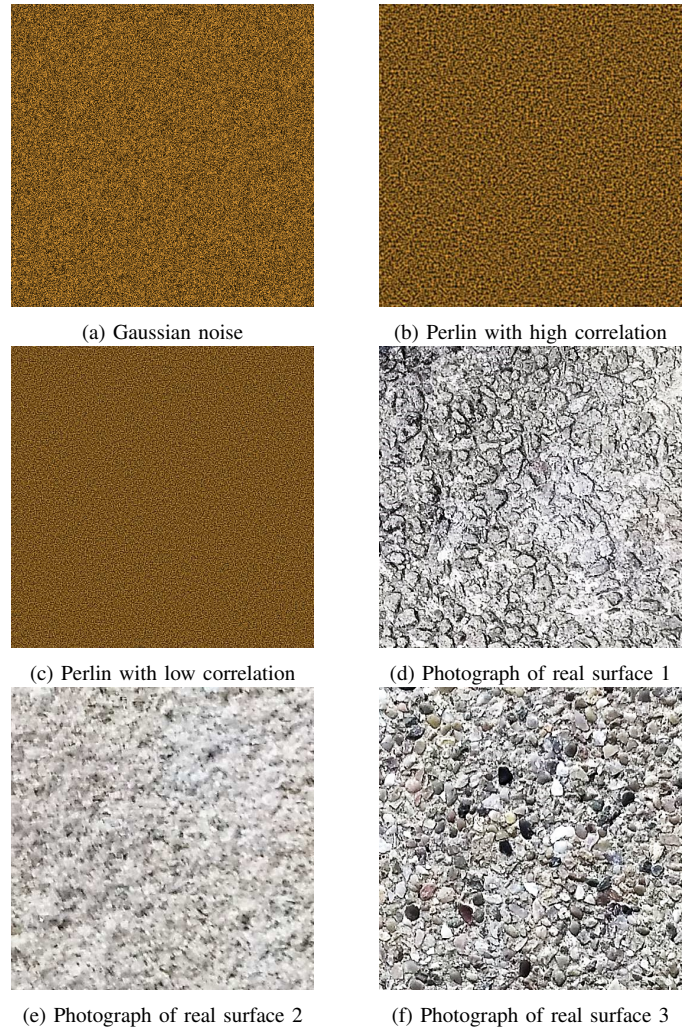 (a) Gaussian noise
(b) Perlin with high correlation
(c) Perlin with low correlation
(d) Photograph of real surface 1
(e) Photograph of real surface 2
(f) Photograph of real surface 3